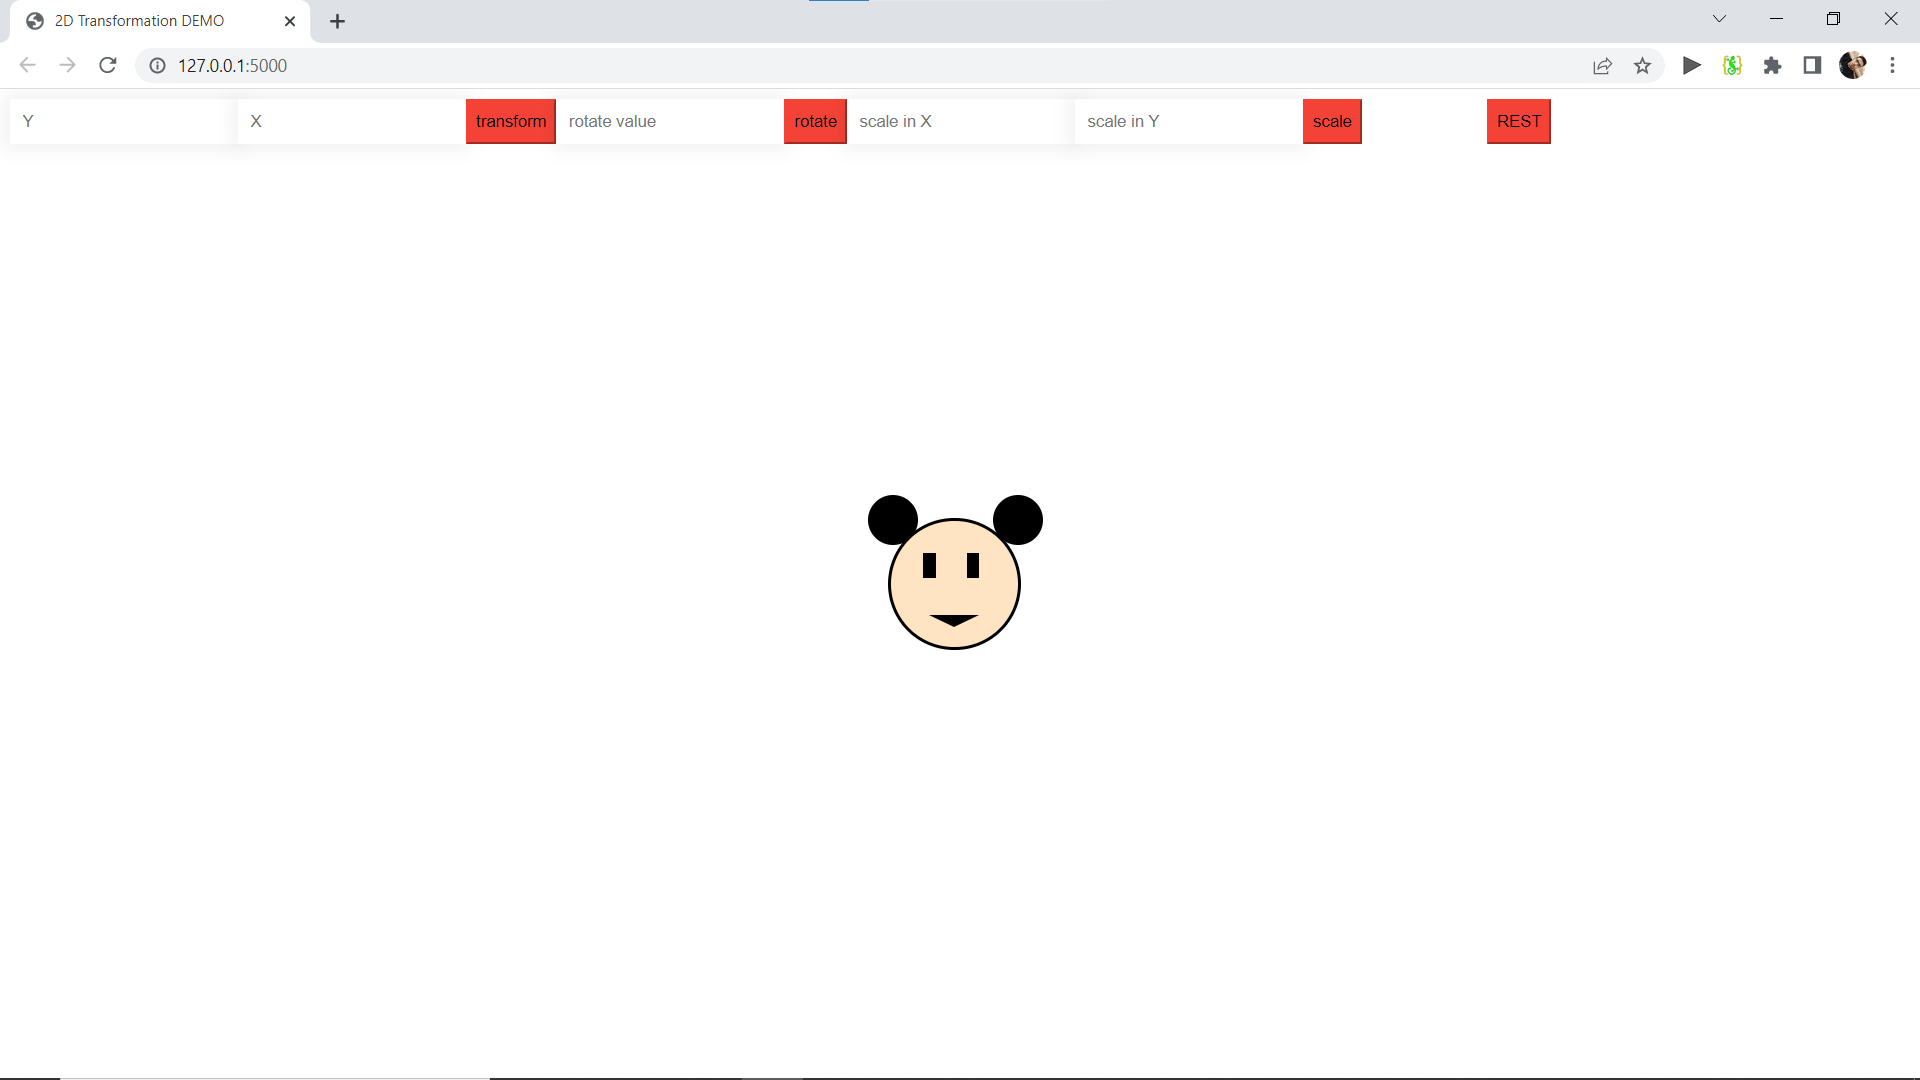 2D Transformation DEMO
127.0.0.1:5000
Y X transform rotate value rotate scale in X scale in Y scale REST